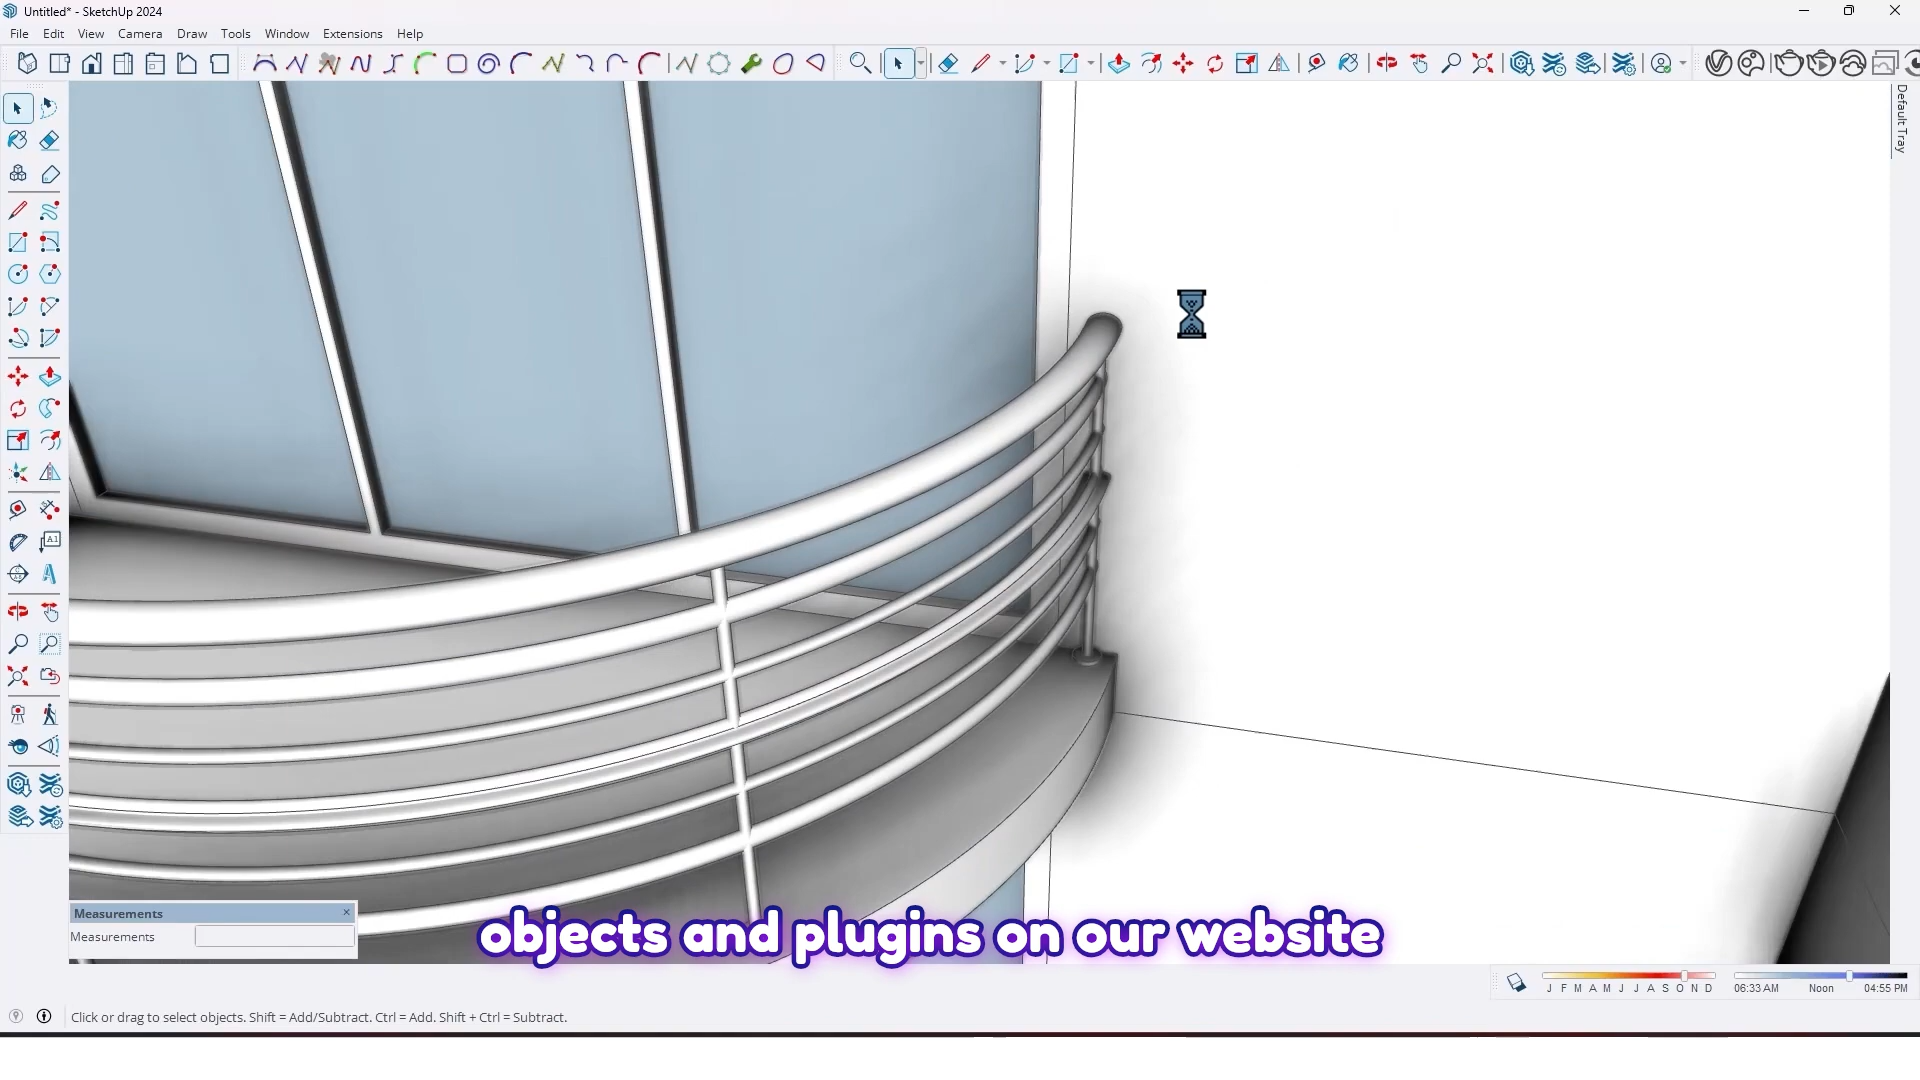 Untitled* - SketchUp 2024
File Edit View Camera Draw Tools Window Extensions Help
Default Tray
A1
A
Measurements
Measurements
objects and plugins on our website
J F M A M J J A S O N D
06:33 AM Noon 04:55 PM
Click or drag to select objects. Shift = Add/Subtract. Ctrl = Add. Shift + Ctrl = Subtract.